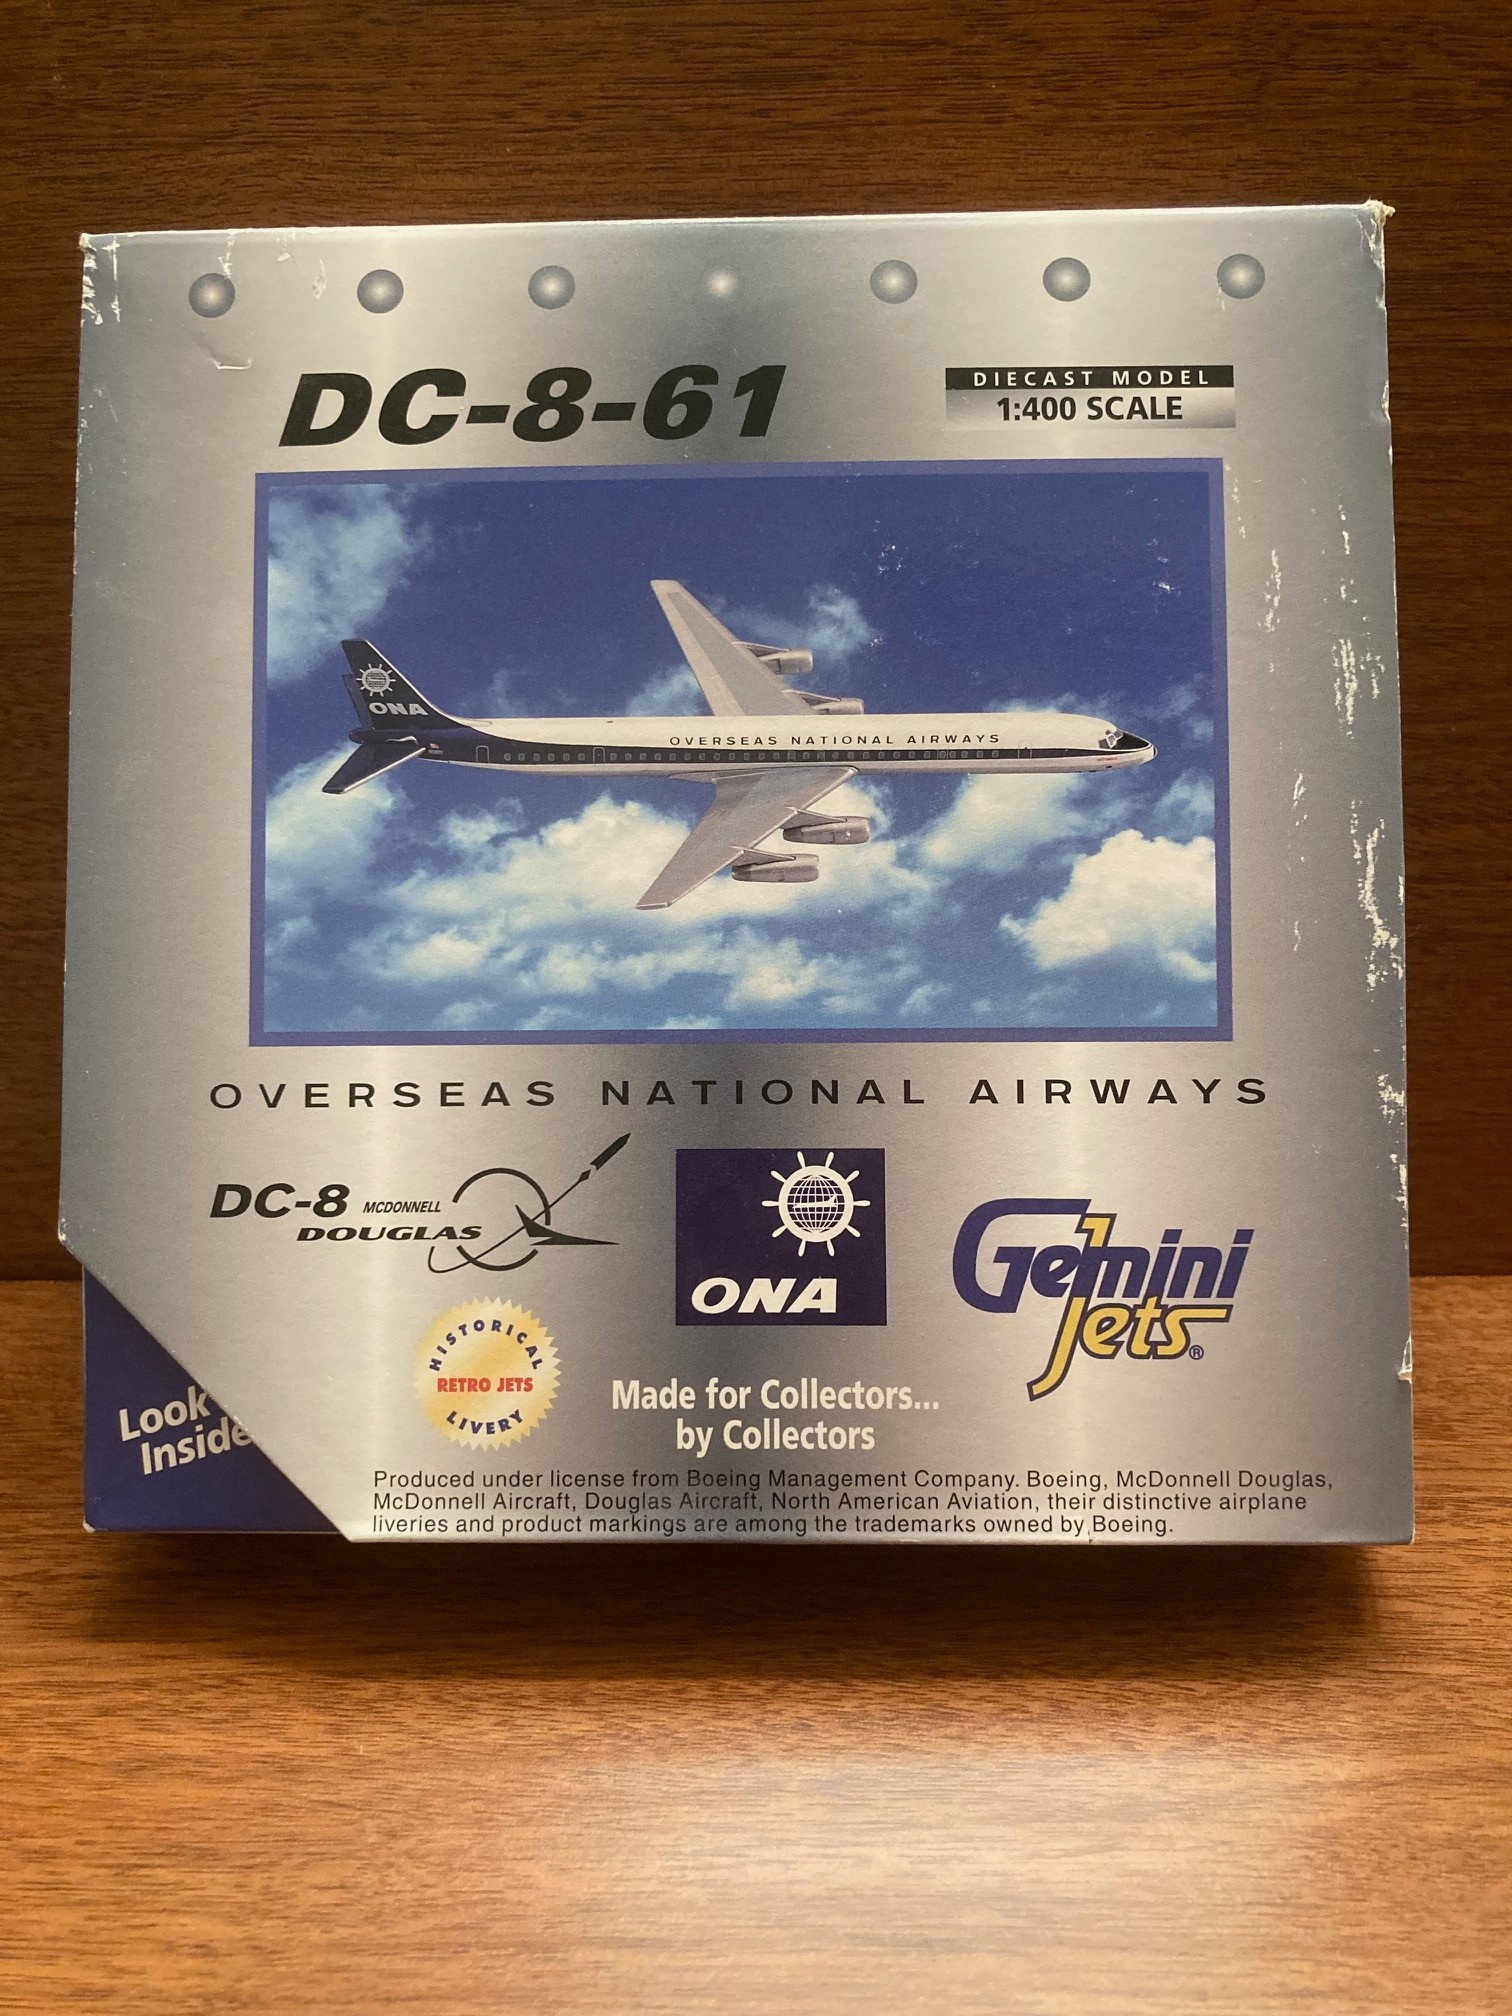 DC-8-61
DIECAST MODEL
1:400 SCALE
ONA
OVERSEAS NATIONAL AIRWAYS
OVERSEAS NATIONAL AIRWAYS
DC-8 MCDONNELL
DOUGLAS
ONA
Gemini
Jets®
HISTORICAL
RETRO JETS
LIVERY
Made for Collectors...
by Collectors
Look
Inside
Produced under license from Boeing Management Company. Boeing, McDonnell Douglas,
McDonnell Aircraft, Douglas Aircraft, North American Aviation, their distinctive airplane
liveries and product markings are among the trademarks owned by Boeing.